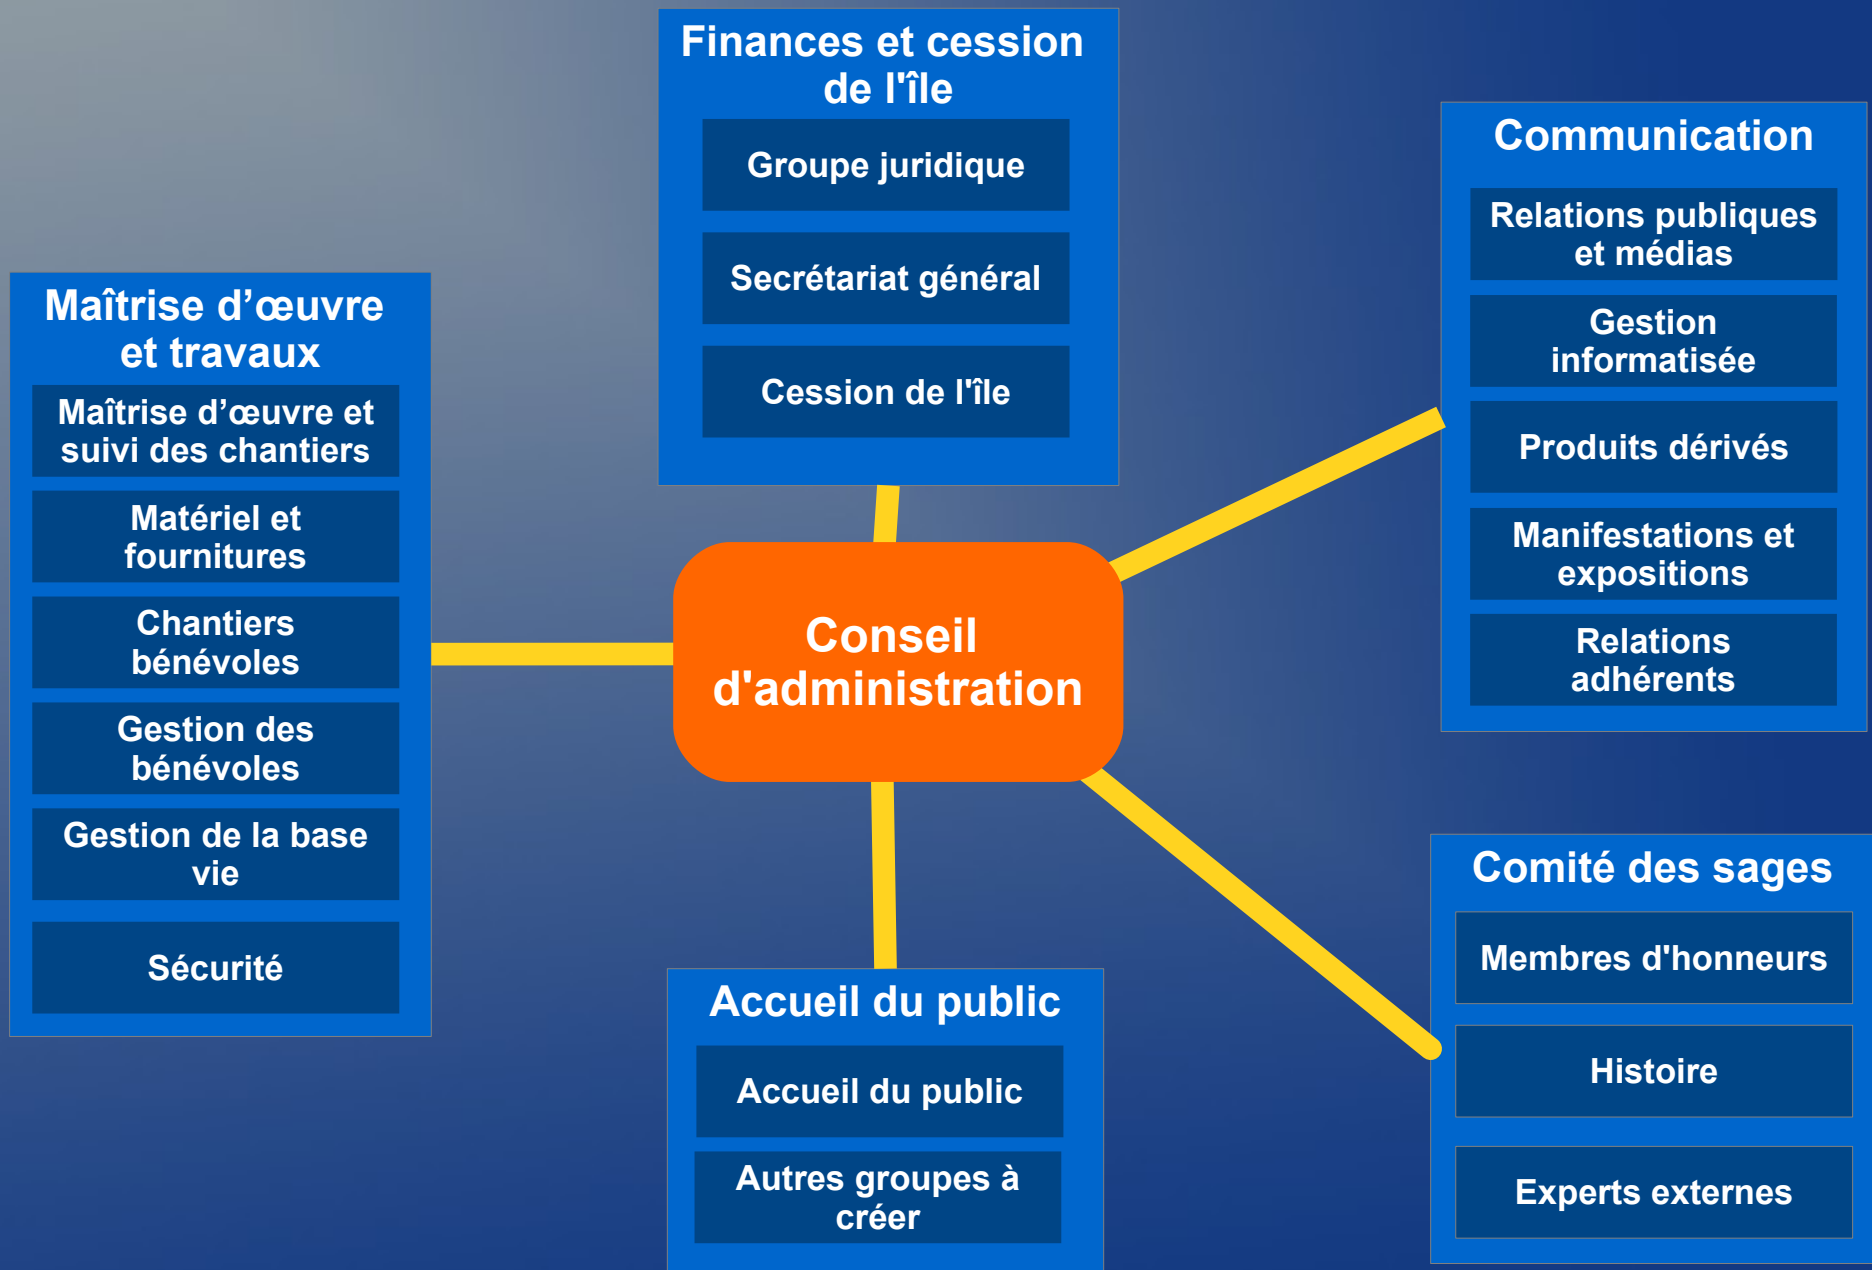 Finances et cession
de l'île
Groupe juridique
Secrétariat général
Cession de l'île
Communication
Relations publiques
et médias
Gestion
informatisée
Produits dérivés
Manifestations et
expositions
Relations
adhérents
Maîtrise d’œuvre
et travaux
Maîtrise d’œuvre et
suivi des chantiers
Matériel et
fournitures
Chantiers
bénévoles
Gestion des
bénévoles
Gestion de la base
vie
Sécurité
Conseil
d'administration
Accueil du public
Accueil du public
Autres groupes à
créer
Comité des sages
Membres d'honneurs
Histoire
Experts externes